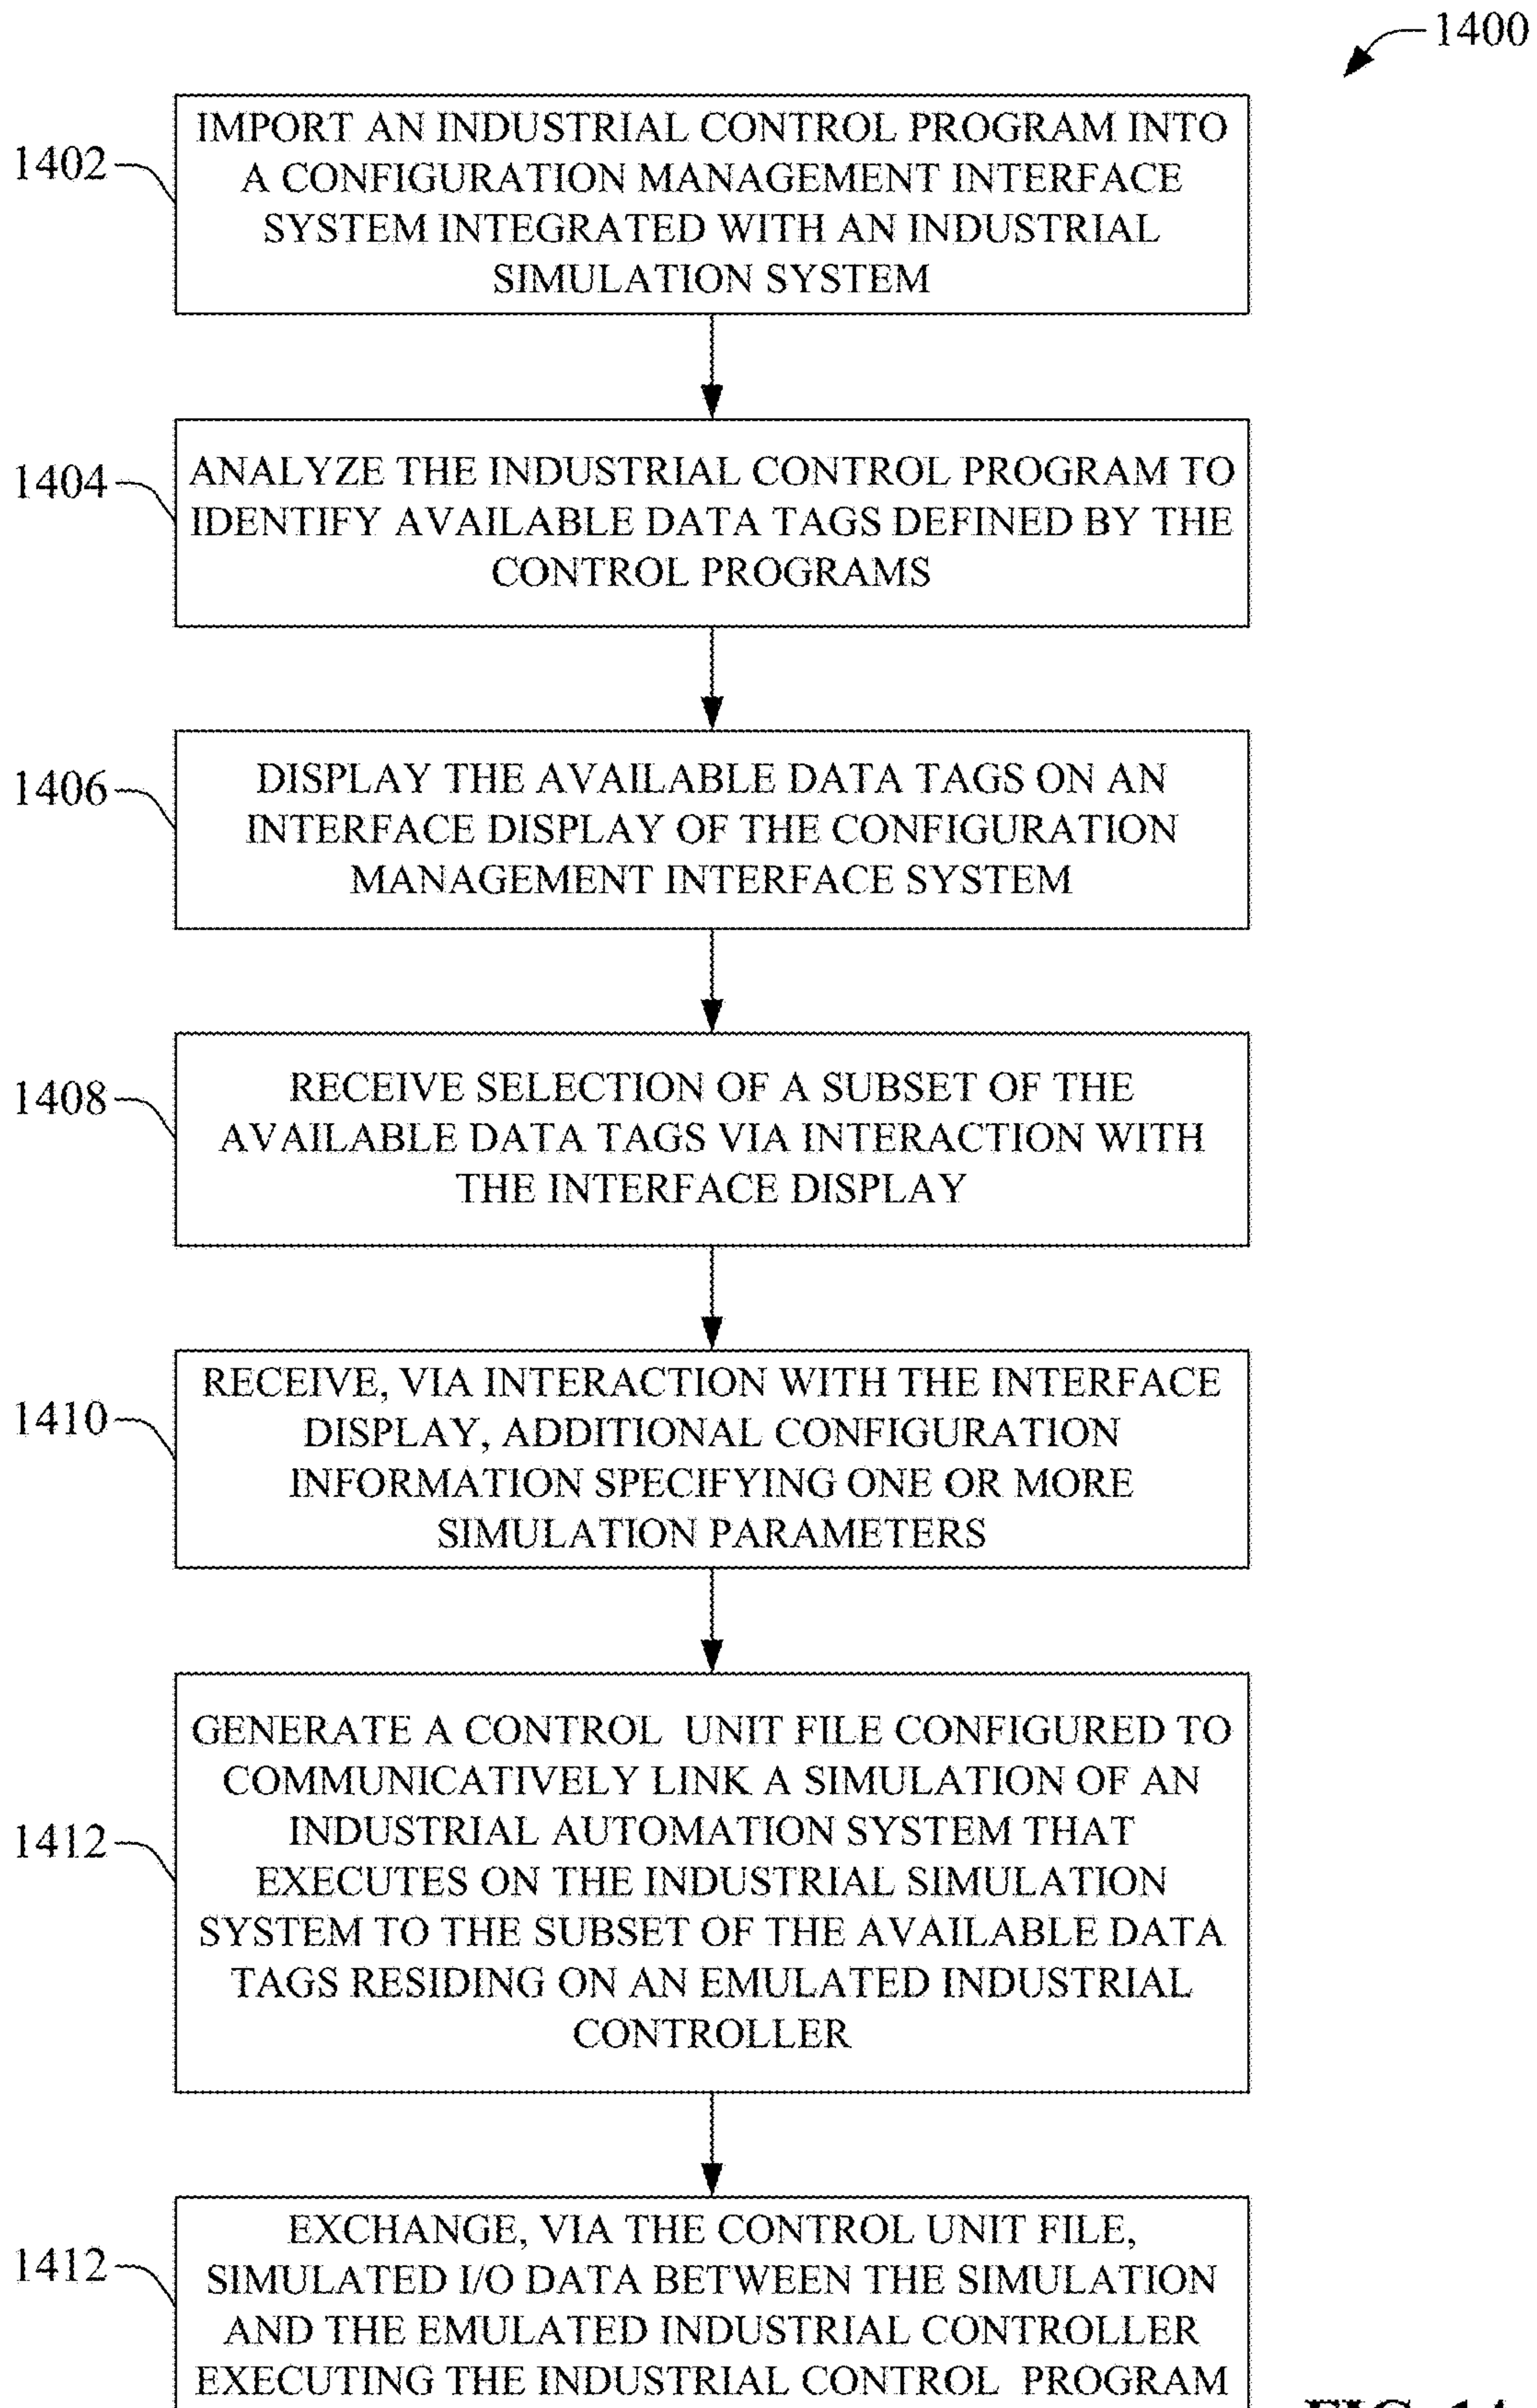 1400
1402
IMPORT AN INDUSTRIAL CONTROL PROGRAM INTO
A CONFIGURATION MANAGEMENT INTERFACE
SYSTEM INTEGRATED WITH AN INDUSTRIAL
SIMULATION SYSTEM
1404
ANALYZE THE INDUSTRIAL CONTROL PROGRAM TO
IDENTIFY AVAILABLE DATA TAGS DEFINED BY THE
CONTROL PROGRAMS
1406
DISPLAY THE AVAILABLE DATA TAGS ON AN
INTERFACE DISPLAY OF THE CONFIGURATION
MANAGEMENT INTERFACE SYSTEM
1408
RECEIVE SELECTION OF A SUBSET OF THE
AVAILABLE DATA TAGS VIA INTERACTION WITH
THE INTERFACE DISPLAY
1410
RECEIVE, VIA INTERACTION WITH THE INTERFACE
DISPLAY, ADDITIONAL CONFIGURATION
INFORMATION SPECIFYING ONE OR MORE
SIMULATION PARAMETERS
1412
GENERATE A CONTROL UNIT FILE CONFIGURED TO
COMMUNICATIVELY LINK A SIMULATION OF AN
INDUSTRIAL AUTOMATION SYSTEM THAT
EXECUTES ON THE INDUSTRIAL SIMULATION
SYSTEM TO THE SUBSET OF THE AVAILABLE DATA
TAGS RESIDING ON AN EMULATED INDUSTRIAL
CONTROLLER
1412
EXCHANGE, VIA THE CONTROL UNIT FILE,
SIMULATED I/O DATA BETWEEN THE SIMULATION
AND THE EMULATED INDUSTRIAL CONTROLLER
EXECUTING THE INDUSTRIAL CONTROL PROGRAM